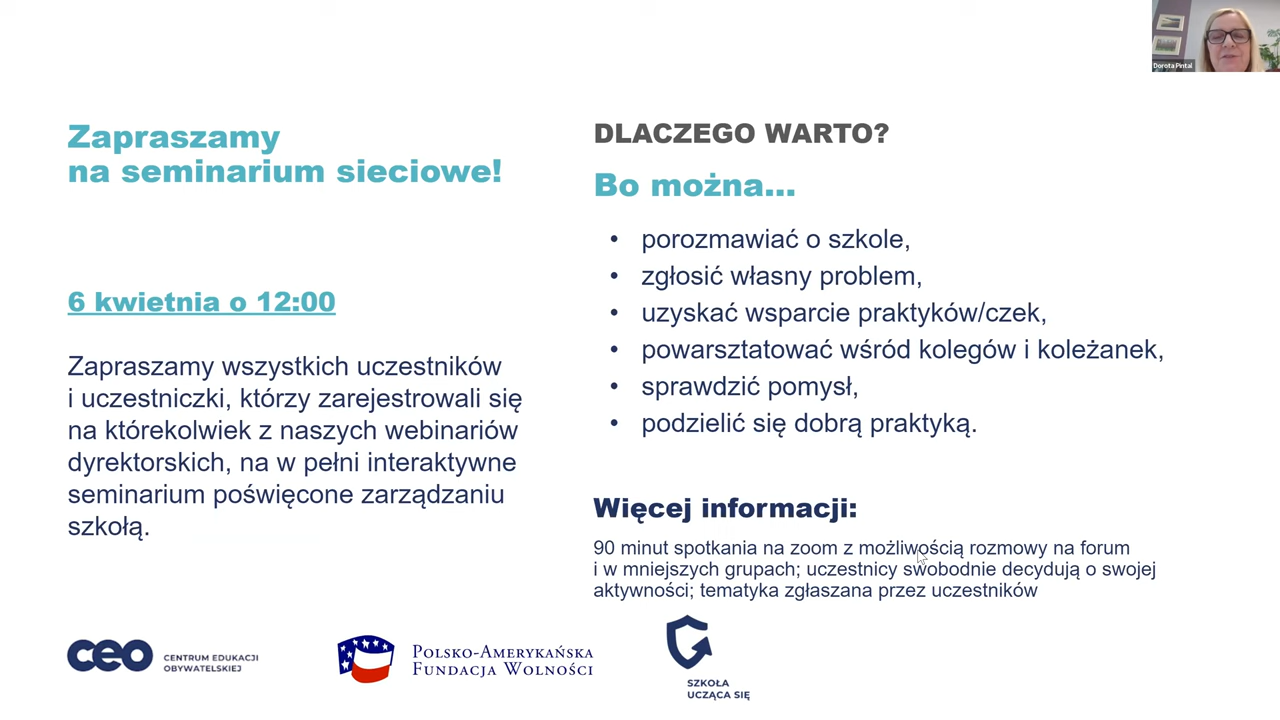 Dorota Pintal
Zapraszamy
na seminarium sieciowe!
6 kwietnia o 12:00
Zapraszamy wszystkich uczestników
i uczestniczki, którzy zarejestrowali się
na którekolwiek z naszych webinariów
dyrektorskich, na w pełni interaktywne
seminarium poświęcone zarządzaniu
szkołą.
DLACZEGO WARTO?
Bo można...
• porozmawiać o szkole,
• zgłosić własny problem,
• uzyskać wsparcie praktyków/czek,
• powarsztatować wśród kolegów i koleżanek,
• sprawdzić pomysł,
• podzielić się dobrą praktyką.
Więcej informacji:
90 minut spotkania na zoom z możliwością rozmowy na forum
i w mniejszych grupach; uczestnicy swobodnie decydują o swojej
aktywności; tematyka zgłaszana przez uczestników
ceo
CENTRUM EDUKACJI
OBYWATELSKIEJ
POLSKO-AMERYKAŃSKA
FUNDACJA WOLNOŚCI
SZKOŁA
UCZĄCA SIĘ